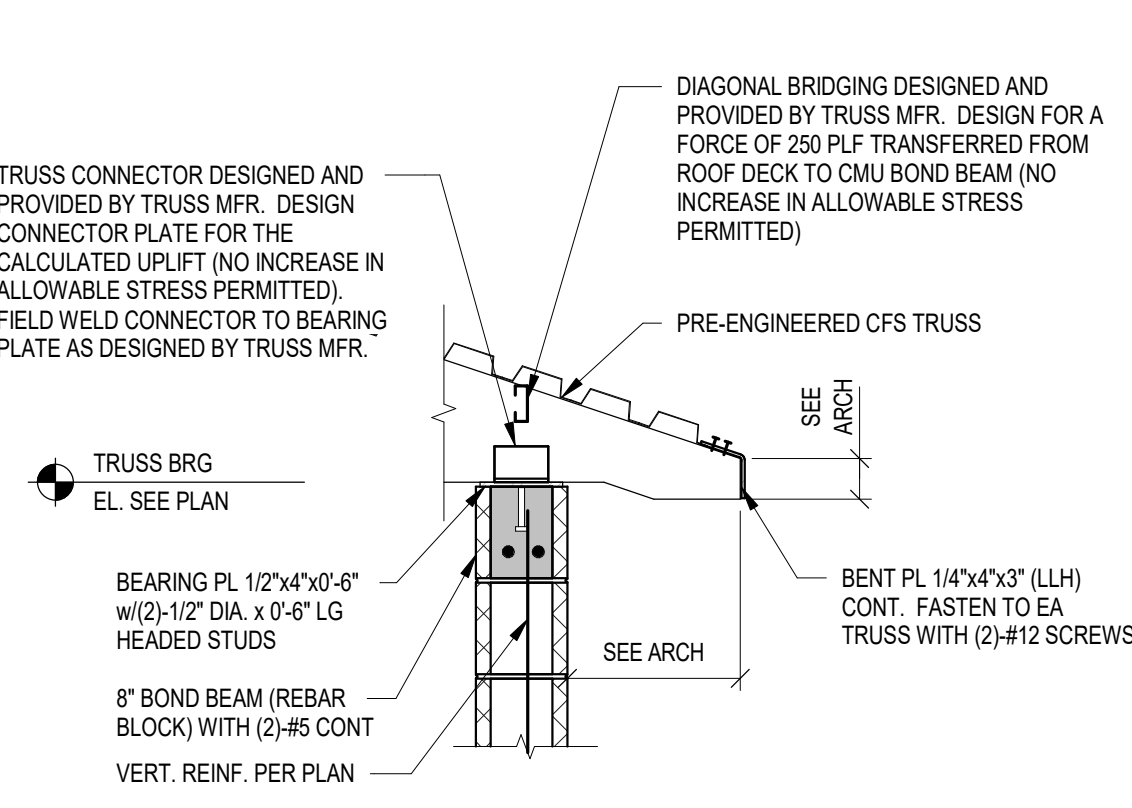 DIAGONAL BRIDGING DESIGNED AND
PROVIDED BY TRUSS MFR. DESIGN FOR A
FORCE OF 250 PLF TRANSFERRED FROM
ROOF DECK TO CMU BOND BEAM (NO
INCREASE IN ALLOWABLE STRESS
PERMITTED)
TRUSS CONNECTOR DESIGNED AND
PROVIDED BY TRUSS MFR. DESIGN
CONNECTOR PLATE FOR THE
CALCULATED UPLIFT (NO INCREASE IN
ALLOWABLE STRESS PERMITTED).
FIELD WELD CONNECTOR TO BEARING
PLATE AS DESIGNED BY TRUSS MFR.
PRE-ENGINEERED CFS TRUSS
SEE
ARCH
TRUSS BRG
EL. SEE PLAN
BEARING PL 1/2"x4"x0'-6"
w/(2)-1/2" DIA. x 0'-6" LG
HEADED STUDS
BENT PL 1/4"x4"x3" (LLH)
CONT. FASTEN TO EA
TRUSS WITH (2)-#12 SCREWS
SEE ARCH
8" BOND BEAM (REBAR
BLOCK) WITH (2)-#5 CONT
VERT. REINF. PER PLAN